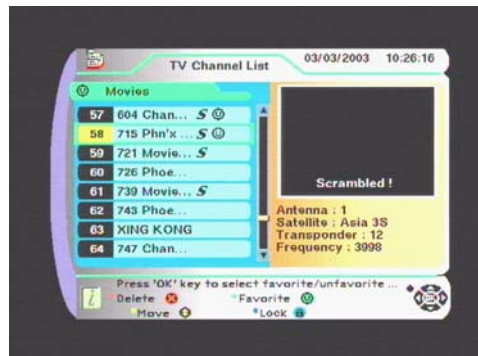 TV Channel List
03/03/2003 10:26:16
Movies
57 604 Chan... S
58 715 Phn'x ... S
59 721 Movie... S
60 726 Phoe...
61 739 Movie... S
62 743 Phoe...
63 XING KONG
64 747 Chan...
Scrambled !
Antenna : 1
Satellite : Asia 3S
Transponder : 12
Frequency : 3998
Press 'OK' key to select favorite/unfavorite ...
Delete
Favorite
Move
Lock
OK